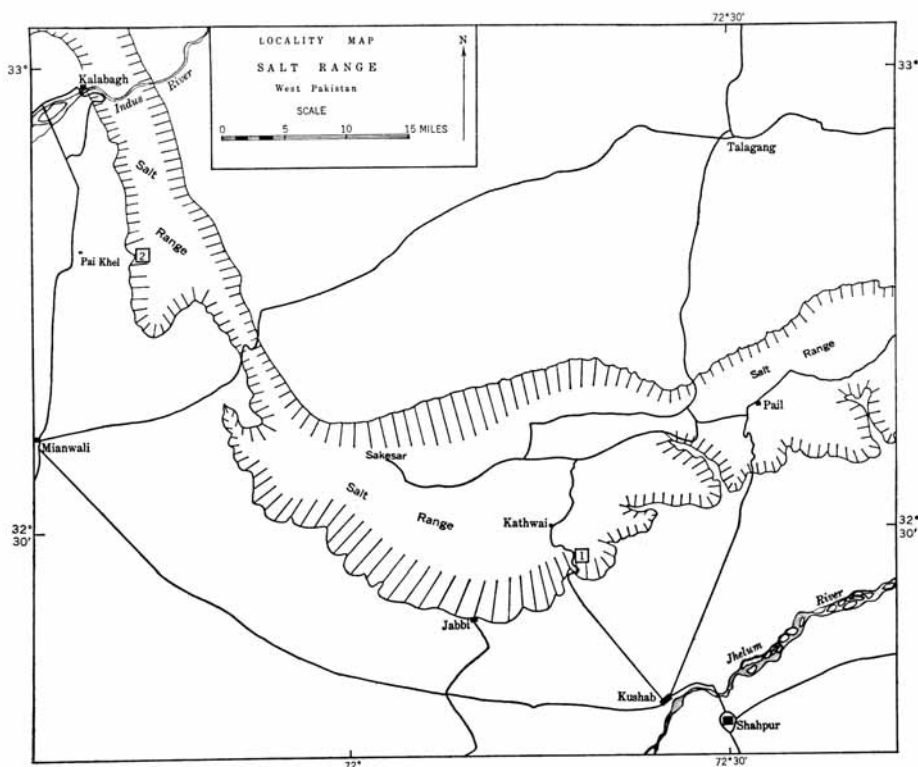 72°30'
LOCALITY MAP
SALT RANGE
West Pakistan
SCALE
0 5 10 15 MILES
N
33°
33°
Kalabagh
Indus River
Talagang
Salt Range
Pai Khel
2
Salt Range
Pail
Mianwali
Sakesar
Salt Range
Kathwai
32°
30'
32°
30'
1
Jabbi
Jhelum River
Kushab
Shahpur
72°
72°30'